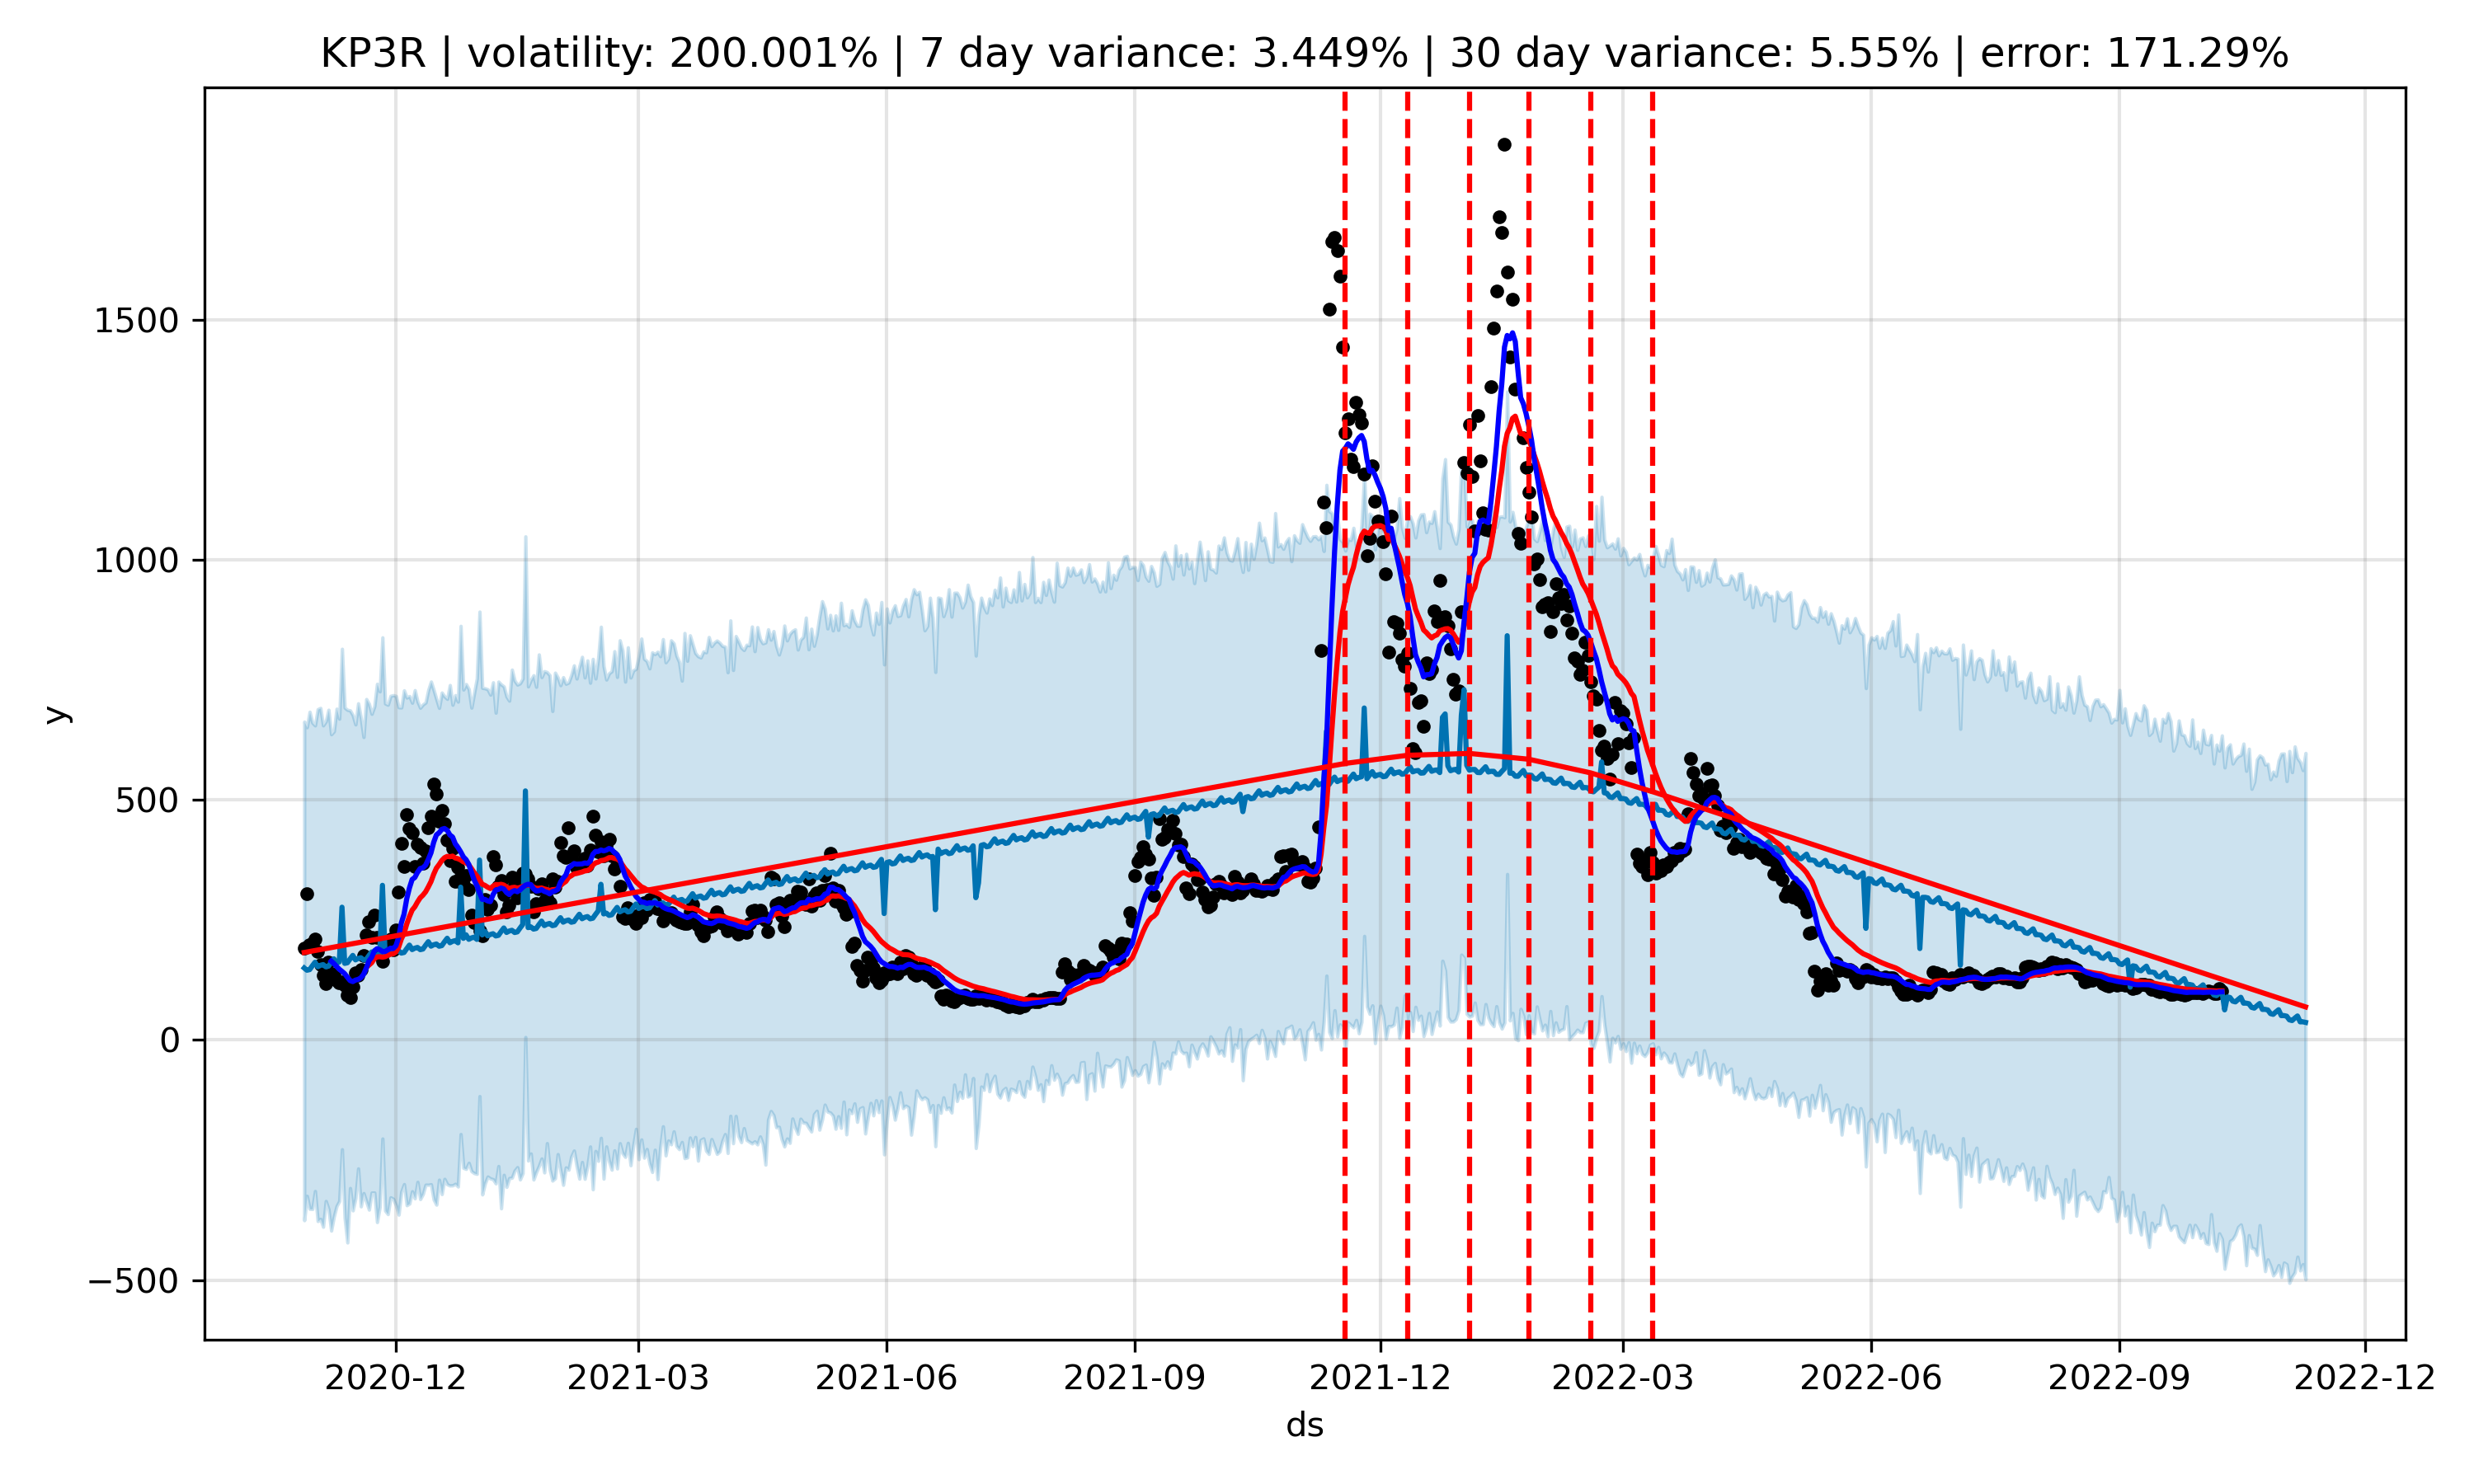 KP3R | volatility: 200.001% | 7 day variance: 3.449% | 30 day variance: 5.55% | error: 171.29%
y
1500
1000
500
0
−500
2020-12 2021-03 2021-06 2021-09 2021-12 2022-03 2022-06 2022-09 2022-12
ds